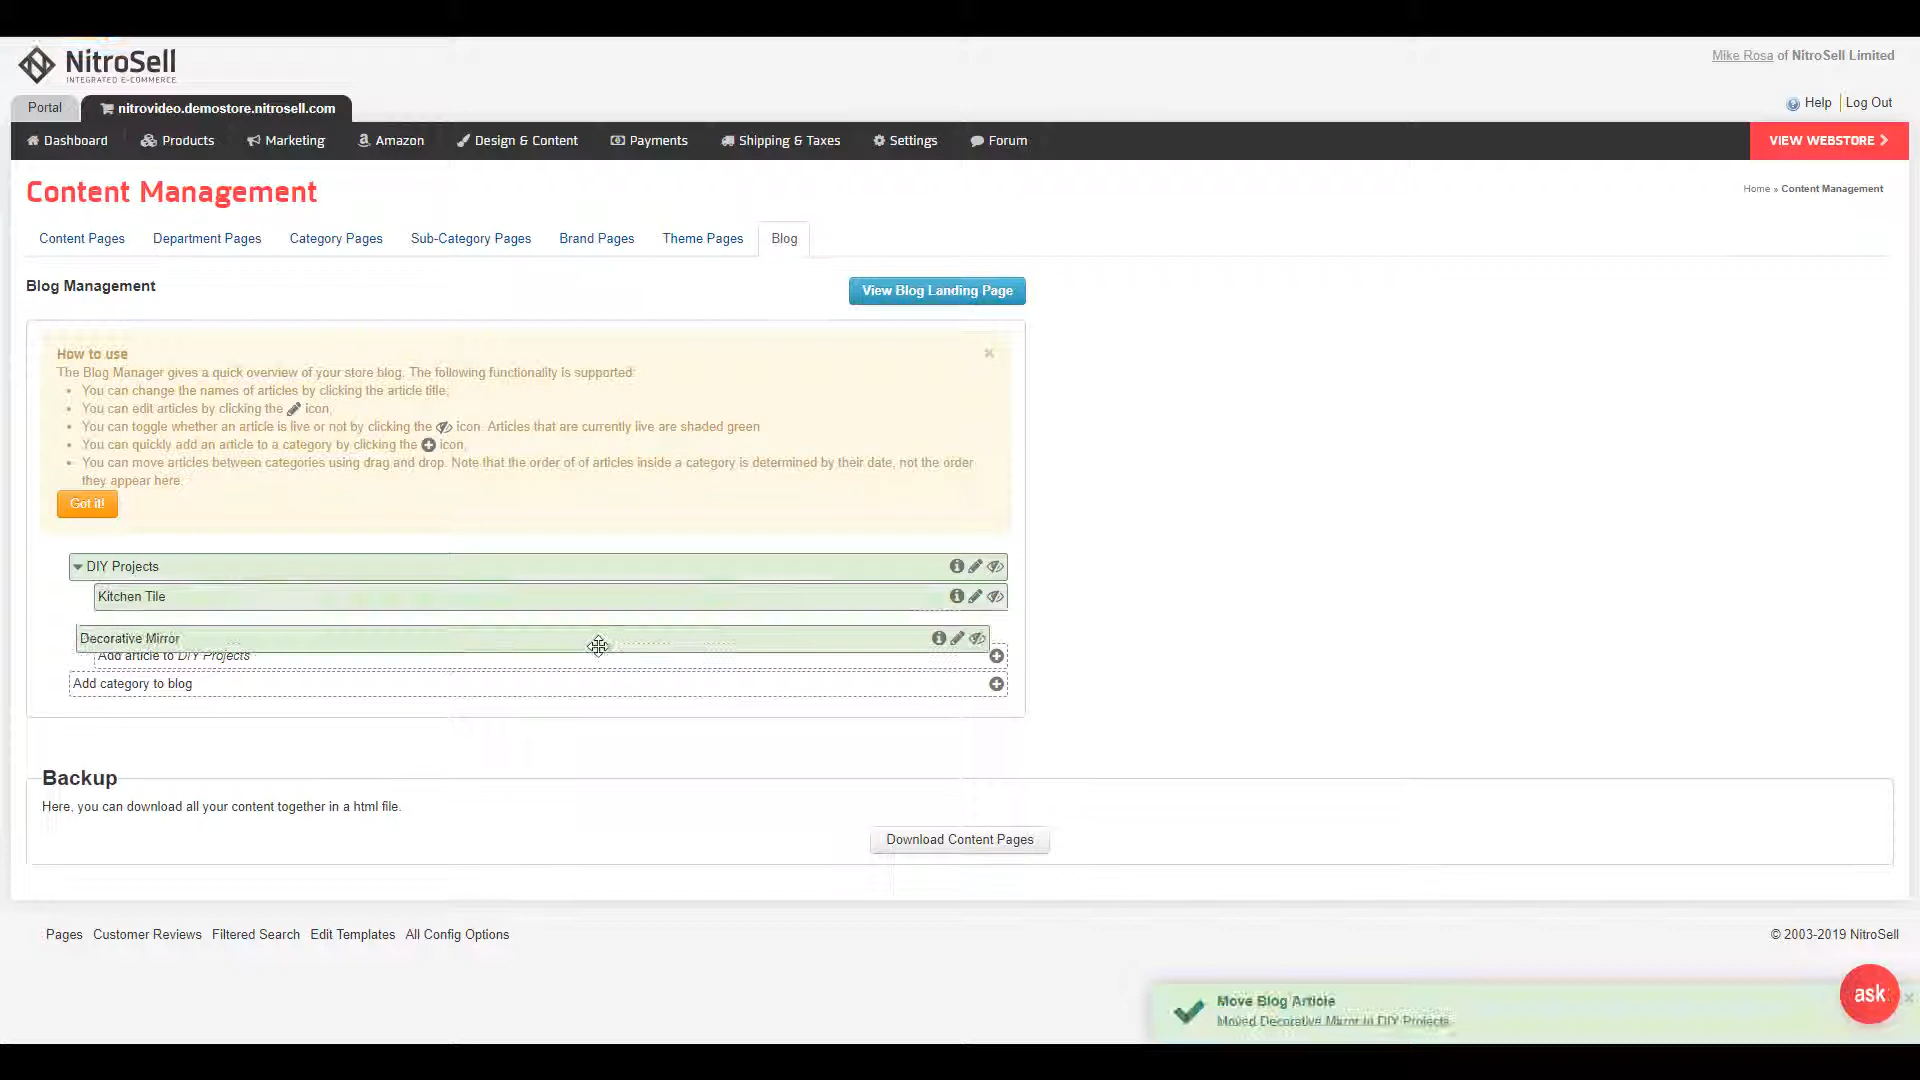 NitroSell
INTEGRATED E-COMMERCE
Mike Rosa of NitroSell Limited
Portal
nitrovideo.demostore.nitrosell.com
Help
Log Out
Dashboard
Products
Marketing
Amazon
Design & Content
Payments
Shipping & Taxes
Settings
Forum
VIEW WEBSTORE
Content Management
Home » Content Management
Content Pages
Department Pages
Category Pages
Sub-Category Pages
Brand Pages
Theme Pages
Blog
Blog Management
View Blog Landing Page
How to use
The Blog Manager gives a quick overview of your store blog. The following functionality is supported:
You can change the names of articles by clicking the article title,
You can edit articles by clicking the icon,
You can toggle whether an article is live or not by clicking the icon. Articles that are currently live are shaded green
You can quickly add an article to a category by clicking the icon,
You can move articles between categories using drag and drop. Note that the order of of articles inside a category is determined by their date, not the order
they appear here.
Got it!
DIY Projects
Kitchen Tile
Decorative Mirror
Add article to DIY Projects
Add category to blog
Backup
Here, you can download all your content together in a html file.
Download Content Pages
Pages
Customer Reviews
Filtered Search
Edit Templates
All Config Options
© 2003-2019 NitroSell
Move Blog Article
Moved Decorative Mirror to DIY Projects
ask